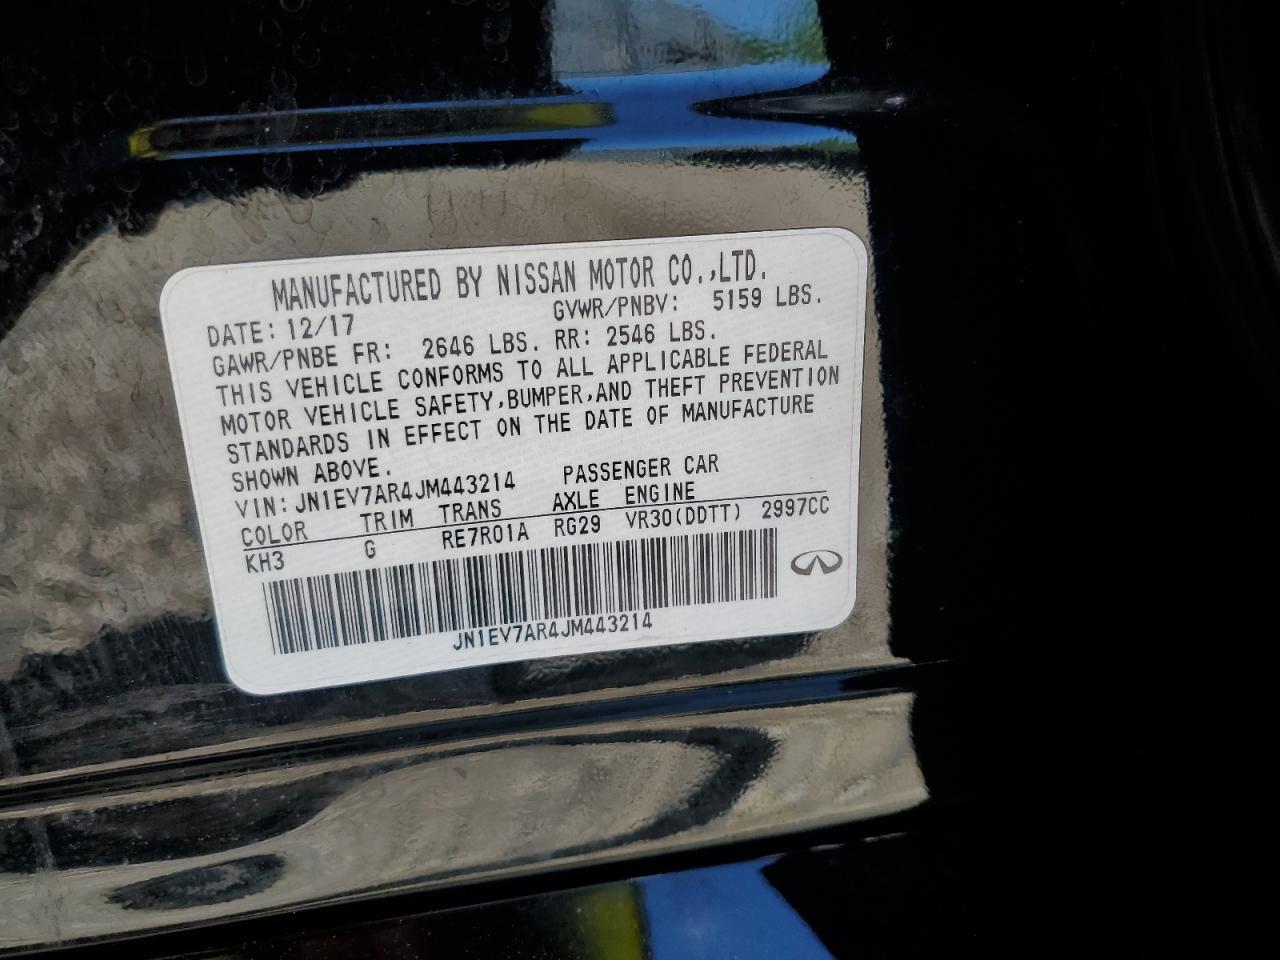 MANUFACTURED BY NISSAN MOTOR CO.,LTD.
DATE: 12/17 GVWR/PNBV: 5159 LBS.
GAWR/PNBE FR: 2646 LBS. RR: 2546 LBS.
THIS VEHICLE CONFORMS TO ALL APPLICABLE FEDERAL
MOTOR VEHICLE SAFETY,BUMPER,AND THEFT PREVENTION
STANDARDS IN EFFECT ON THE DATE OF MANUFACTURE
SHOWN ABOVE.
VIN:JN1EV7AR4JM443214 PASSENGER CAR
COLOR TRIM TRANS AXLE ENGINE
KH3 G RE7R01A RG29 VR30(DDTT) 2997CC
JN1EV7AR4JM443214